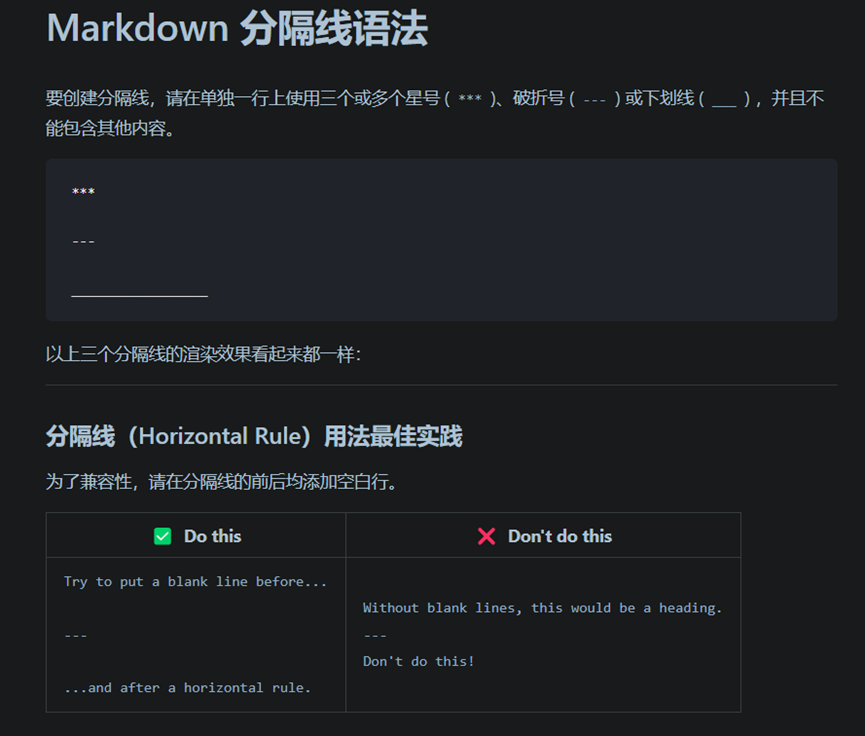 Markdown 分隔线语法
要创建分隔线，请在单独一行上使用三个或多个星号 ( *** )、破折号 ( --- ) 或下划线 ( ___ ) ，并且不
能包含其他内容。
***
---
_________________
以上三个分隔线的渲染效果看起来都一样：
分隔线（Horizontal Rule）用法最佳实践
为了兼容性，请在分隔线的前后均添加空白行。
✅ Do this
❌ Don't do this
Try to put a blank line before...
---
...and after a horizontal rule.
Without blank lines, this would be a heading.
---
Don't do this!